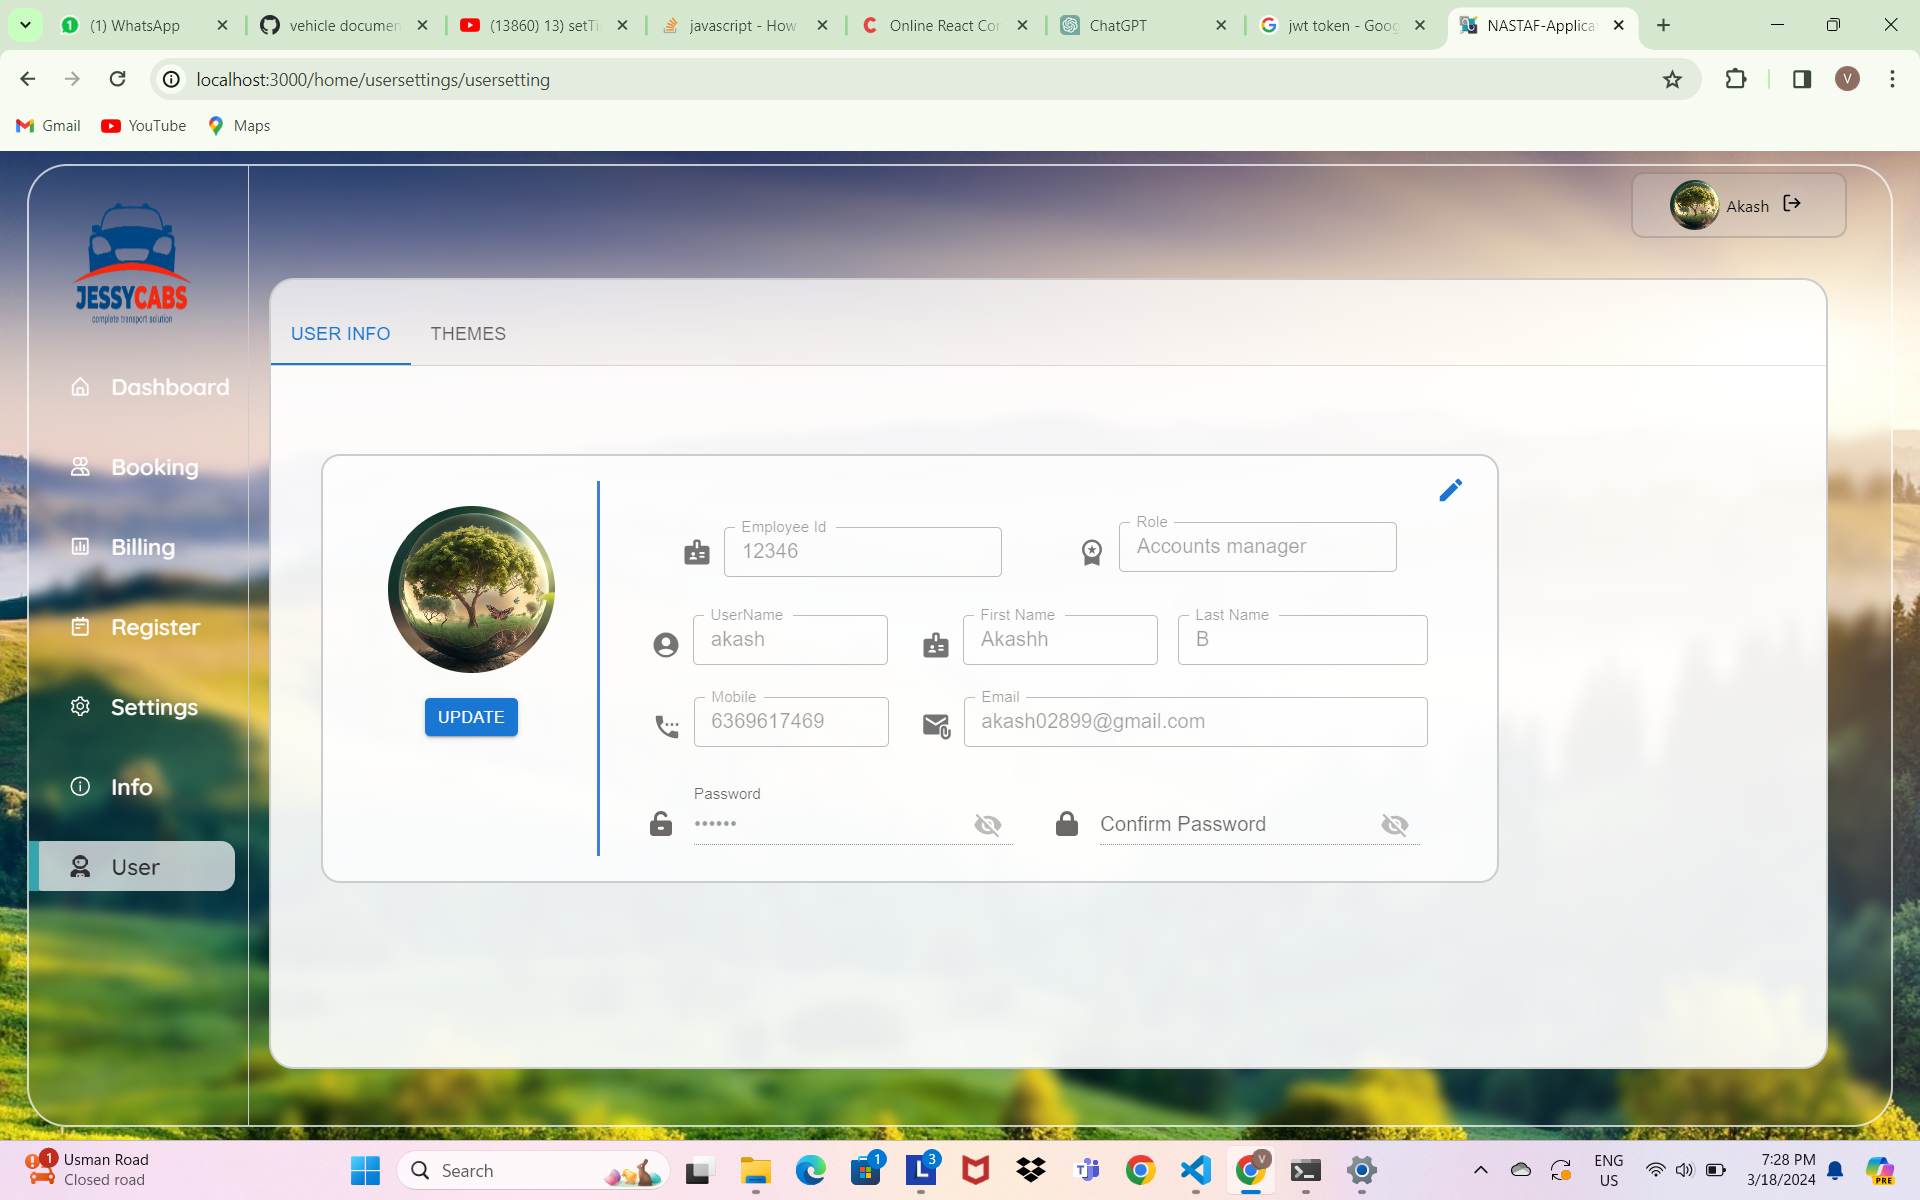 (1) WhatsApp
vehicle documen
(13860) 13) setTi
javascript - How
Online React Cor
ChatGPT
jwt token - Goog
NASTAF-Applicat
localhost:3000/home/usersettings/usersetting
V
Gmail
YouTube
Maps
JESSYCABS
complete transport solution
Akash
USER INFO
THEMES
Dashboard
Booking
Billing
Register
Settings
Info
User
Employee Id
12346
Role
Accounts manager
UserName
akash
First Name
Akashh
Last Name
B
UPDATE
Mobile
6369617469
Email
akash02899@gmail.com
Password
••••••
Confirm Password
1
Usman Road
Closed road
Search
1
3
V
ENG
US
7:28 PM
3/18/2024
PRE